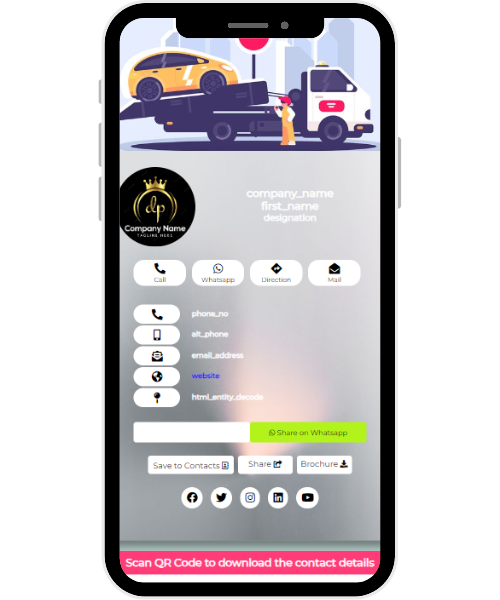 dp
Company Name
TAGLINE HERE
company_name
first_name
designation
Call
Whatsapp
Direction
Mail
phone_no
alt_phone
email_address
website
html_entity_decode
Share on Whatsapp
Save to Contacts
Share
Brochure
Scan QR Code to download the contact details